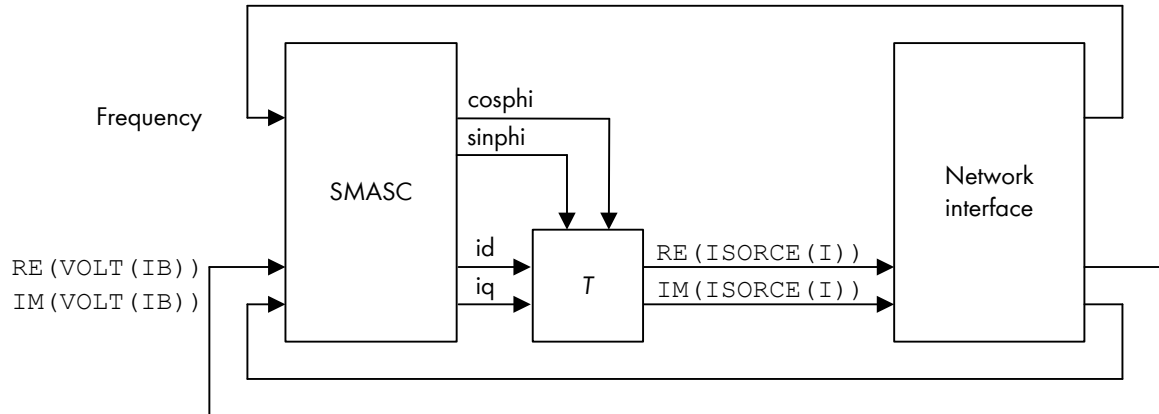 Frequency
cosphi
sinphi
SMASC
Network
interface
RE(VOLT(IB))
IM(VOLT(IB))
id
iq
T
RE(ISORCE(I))
IM(ISORCE(I))